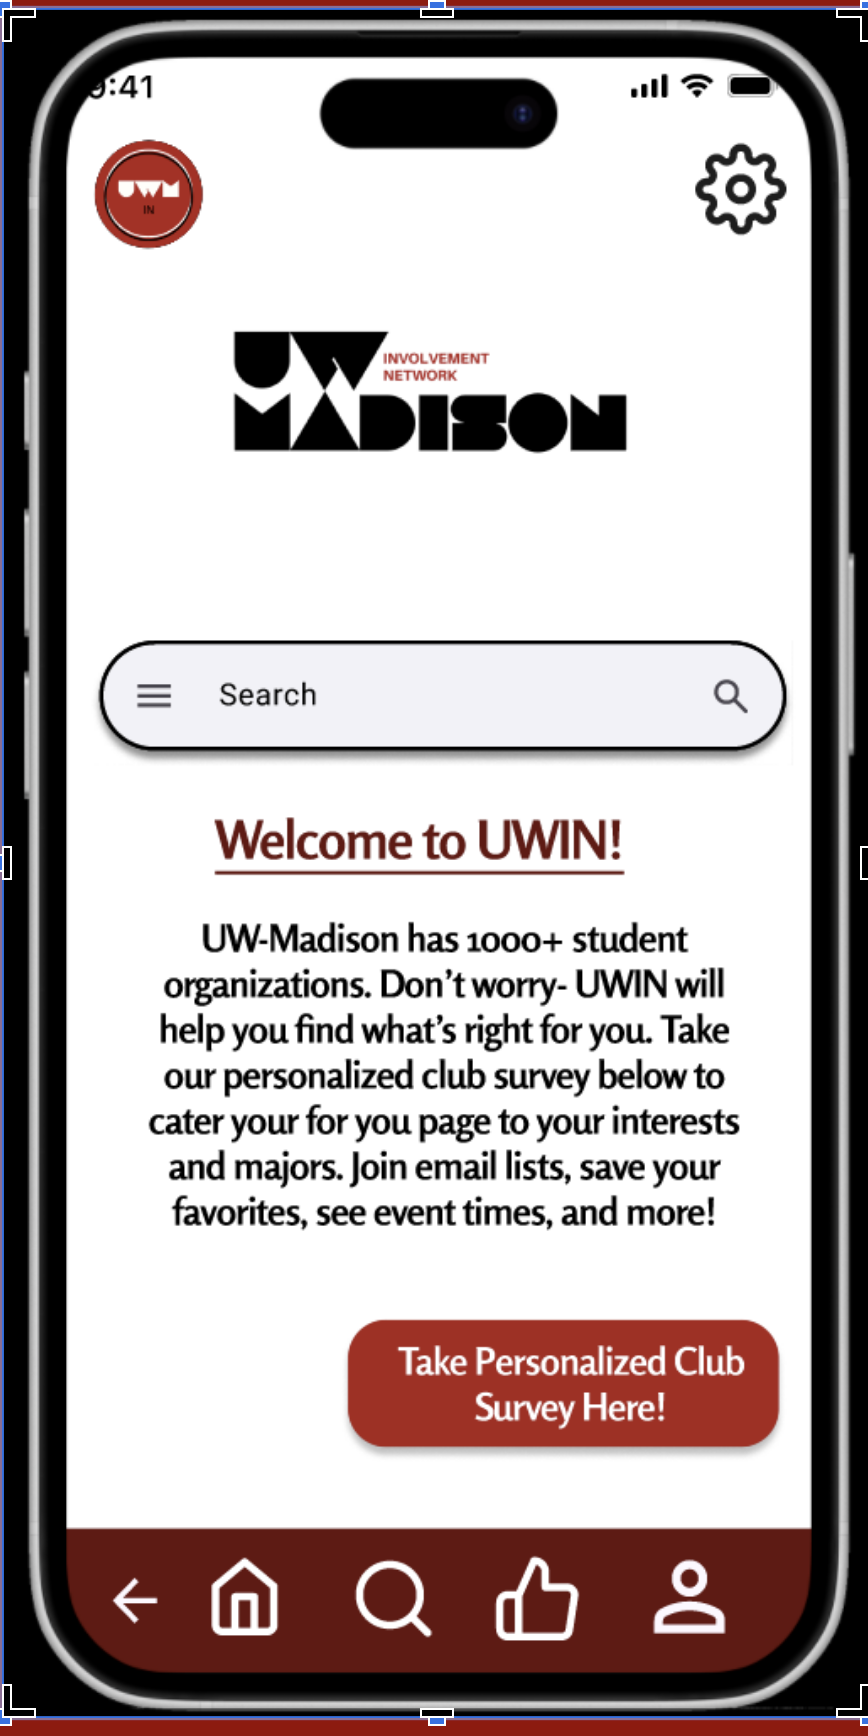 9:41
UWM
IN
UW
INVOLVEMENT
NETWORK
MADISON
Search
Welcome to UWIN!
UW-Madison has 1000+ student
organizations. Don’t worry- UWIN will
help you find what’s right for you. Take
our personalized club survey below to
cater your for you page to your interests
and majors. Join email lists, save your
favorites, see event times, and more!
Take Personalized Club
Survey Here!